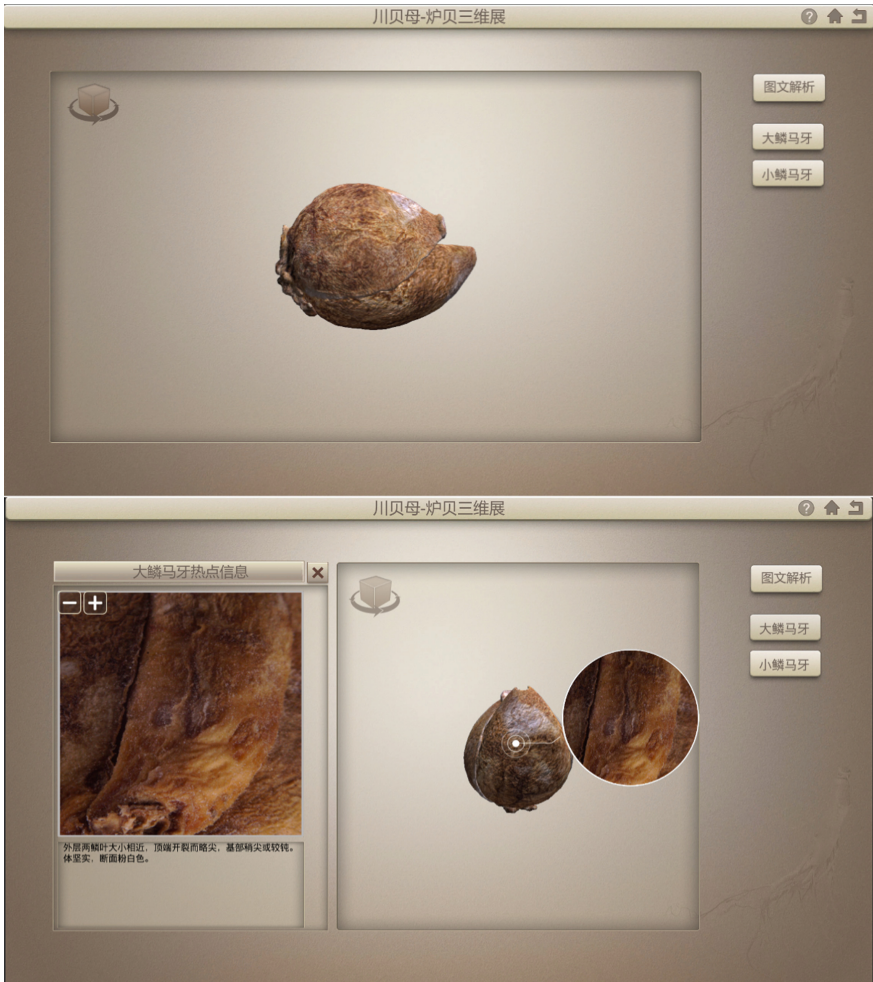 川贝母-炉贝三维展
?
图文解析
大鳞马牙
小鳞马牙
川贝母-炉贝三维展
?
大鳞马牙热点信息
图文解析
大鳞马牙
小鳞马牙
外层两鳞叶大小相近，顶端开裂而略尖，基部稍尖或较钝。
体坚实，断面粉白色。